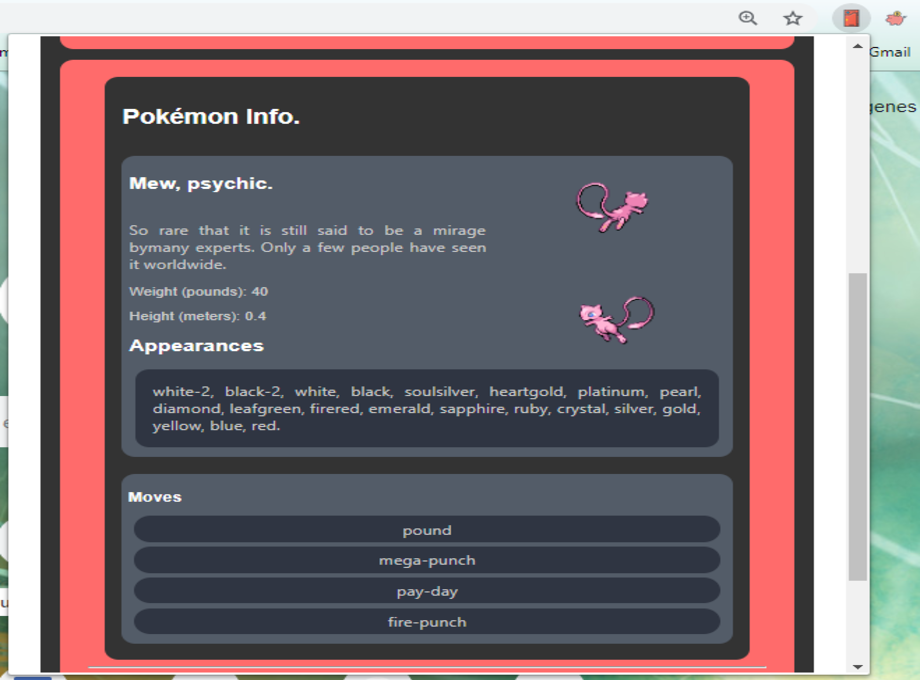 Gmail
genes
Pokémon Info.
Mew, psychic.
So rare that it is still said to be a mirage
bymany experts. Only a few people have seen
it worldwide.
Weight (pounds): 40
Height (meters): 0.4
Appearances
white-2, black-2, white, black, soulsilver, heartgold, platinum, pearl,
diamond, leafgreen, firered, emerald, sapphire, ruby, crystal, silver, gold,
yellow, blue, red.
Moves
pound
mega-punch
pay-day
fire-punch